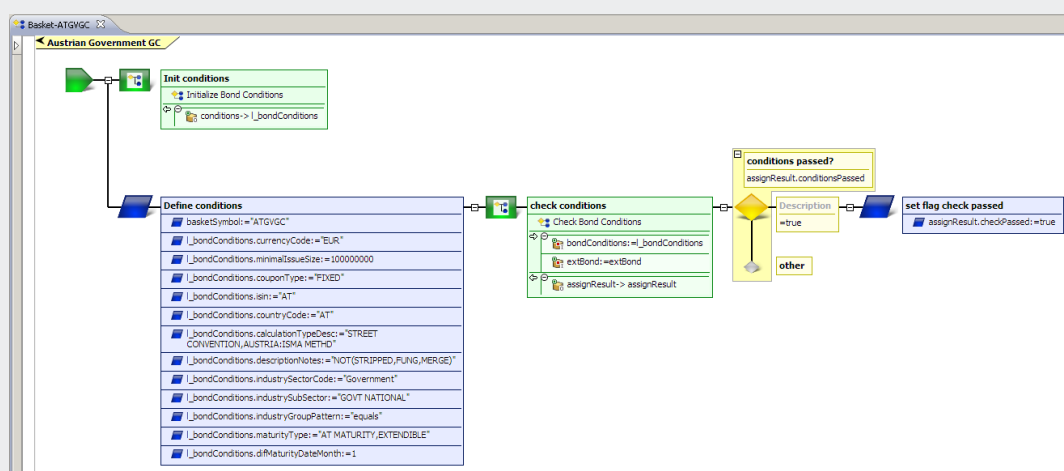 Basket-ATGVGC
Austrian Government GC
Init conditions
Initialize Bond Conditions
conditions-> l_bondConditions
Define conditions
basketSymbol:="ATGVGC"
l_bondConditions.currencyCode:="EUR"
l_bondConditions.minimalIssueSize:=100000000
l_bondConditions.couponType:="FIXED"
l_bondConditions.isin:="AT"
l_bondConditions.countryCode:="AT"
l_bondConditions.calculationTypeDesc:="STREET
CONVENTION,AUSTRIA:ISMA METHD"
l_bondConditions.descriptionNotes:="NOT(STRIPPED,FUNG,MERGE)"
l_bondConditions.industrySectorCode:="Government"
l_bondConditions.industrySubSector:="GOVT NATIONAL"
l_bondConditions.industryGroupPattern:="equals"
l_bondConditions.maturityType:="AT MATURITY,EXTENDIBLE"
l_bondConditions.difMaturityDateMonth:=1
check conditions
Check Bond Conditions
bondConditions:=l_bondConditions
extBond:=extBond
assignResult-> assignResult
conditions passed?
assignResult.conditionsPassed
Description
=true
other
set flag check passed
assignResult.checkPassed:=true